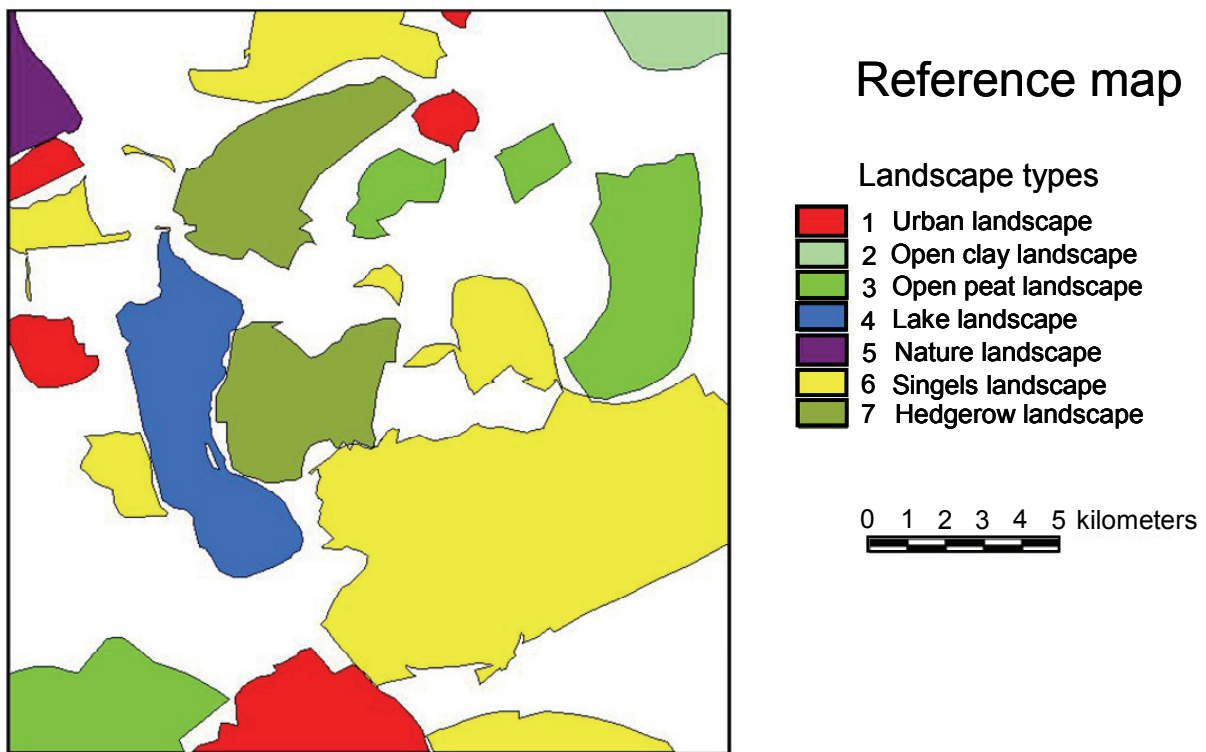 Reference map
Landscape types
1 Urban landscape
2 Open clay landscape
3 Open peat landscape
4 Lake landscape
5 Nature landscape
6 Singels landscape
7 Hedgerow landscape
0 1 2 3 4 5 kilometers